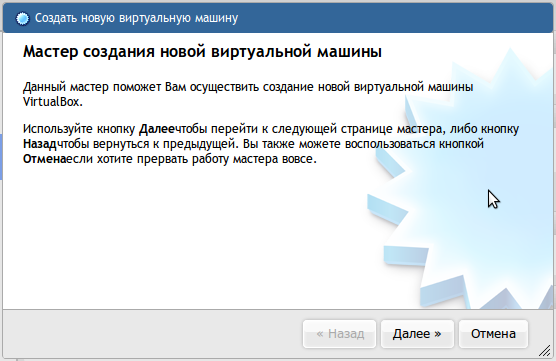 Создать новую виртуальную машину
Мастер создания новой виртуальной машины
Данный мастер поможет Вам осуществить создание новой виртуальной машины
VirtualBox.
Используйте кнопку Далеечтобы перейти к следующей странице мастера, либо кнопку
Назадчтобы вернуться к предыдущей. Вы также можете воспользоваться кнопкой
Отменаесли хотите прервать работу мастера вовсе.
« Назад Далее » Отмена